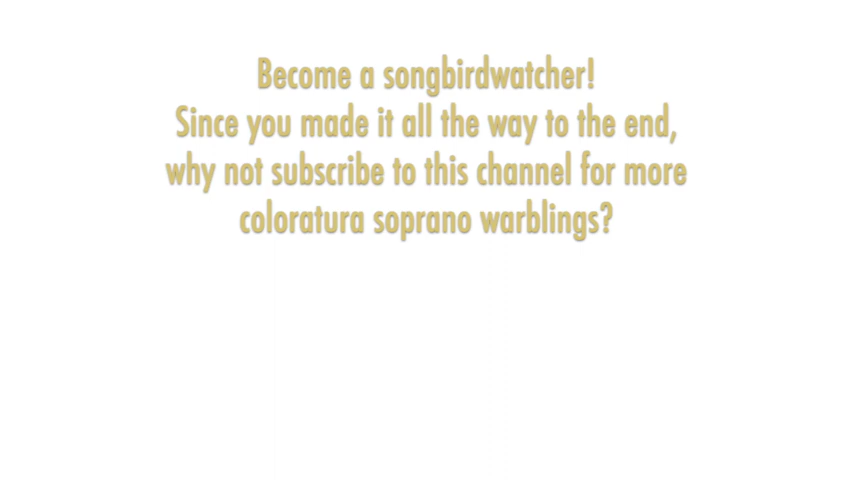 Become a songbirdwatcher!
Since you made it all the way to the end,
why not subscribe to this channel for more
coloratura soprano warblings?